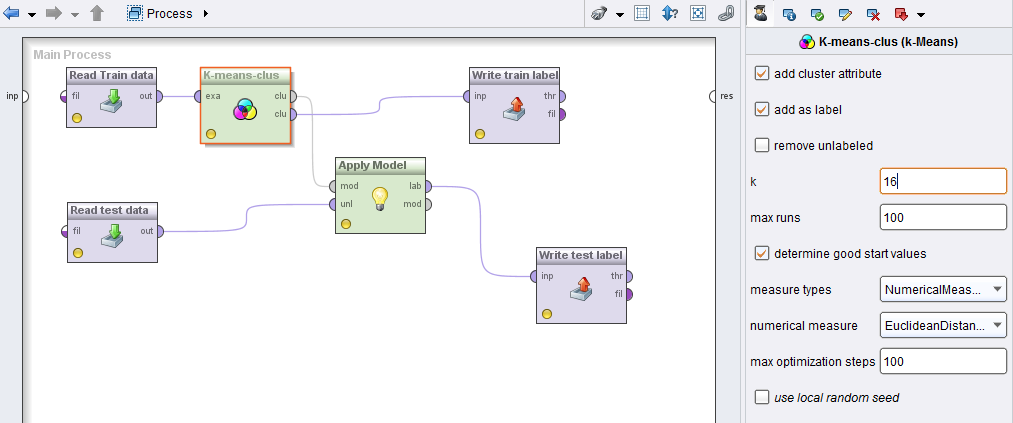 Process
Main Process
inp
res
Read Train data
fil
out
K-means-clus
exa
clu
clu
Write train label
inp
thr
fil
Apply Model
mod
lab
unl
mod
Read test data
fil
out
Write test label
inp
thr
fil
K-means-clus (k-Means)
add cluster attribute
add as label
remove unlabeled
k 16
max runs 100
determine good start values
measure types NumericalMeas...
numerical measure EuclideanDistan...
max optimization steps 100
use local random seed